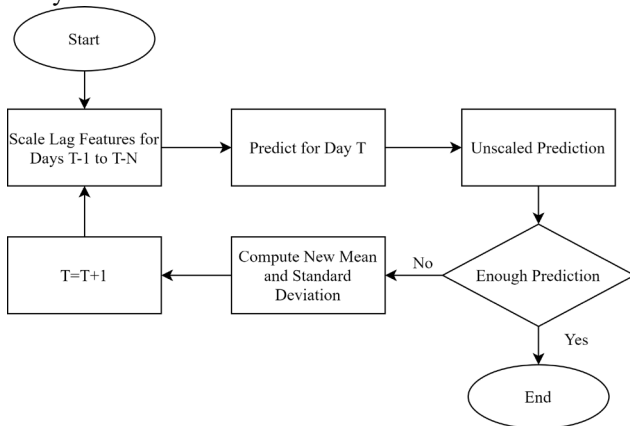 Start
Scale Lag Features for
Days T-1 to T-N
Predict for Day T
Unscaled Prediction
T=T+1
Compute New Mean
and Standard
Deviation
No
Enough Prediction
Yes
End